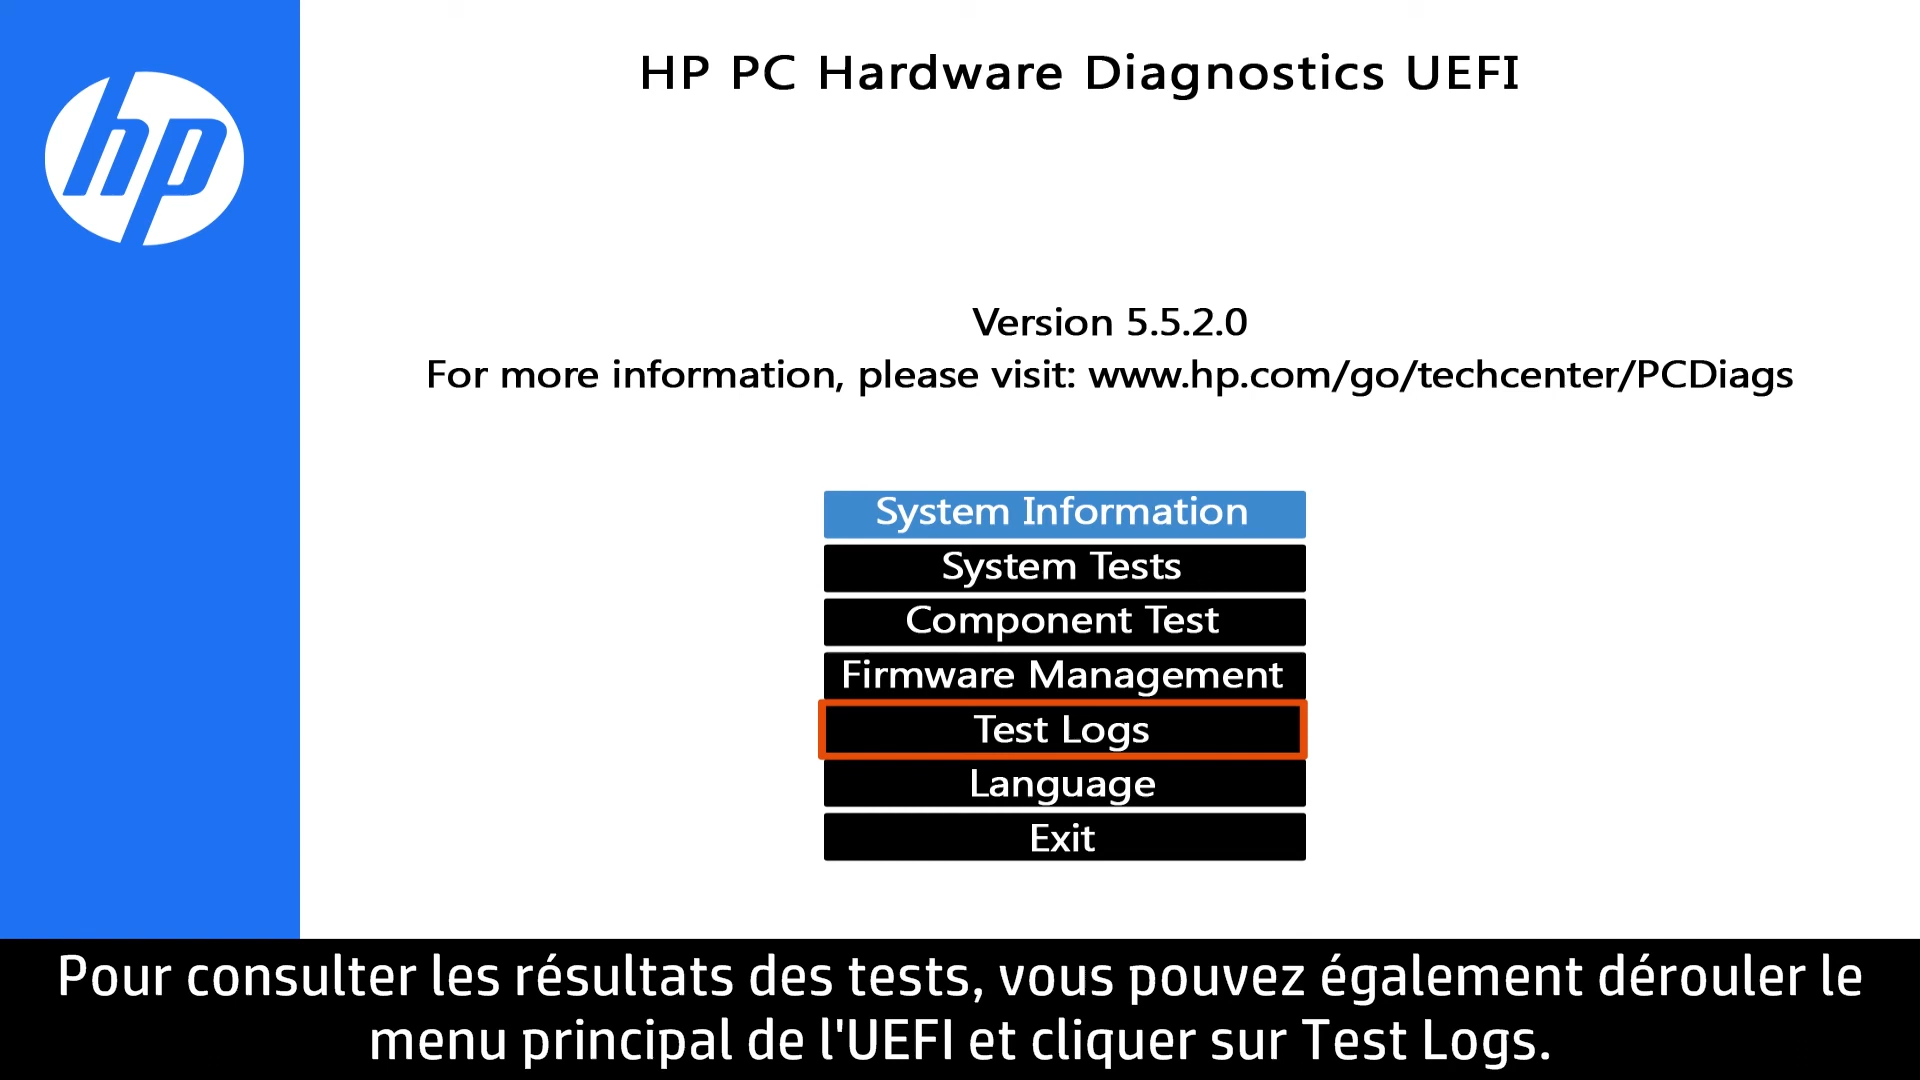 hp
HP PC Hardware Diagnostics UEFI
Version 5.5.2.0
For more information, please visit: www.hp.com/go/techcenter/PCDiags
System Information
System Tests
Component Test
Firmware Management
Test Logs
Language
Exit
Pour consulter les résultats des tests, vous pouvez également dérouler le
menu principal de l'UEFI et cliquer sur Test Logs.